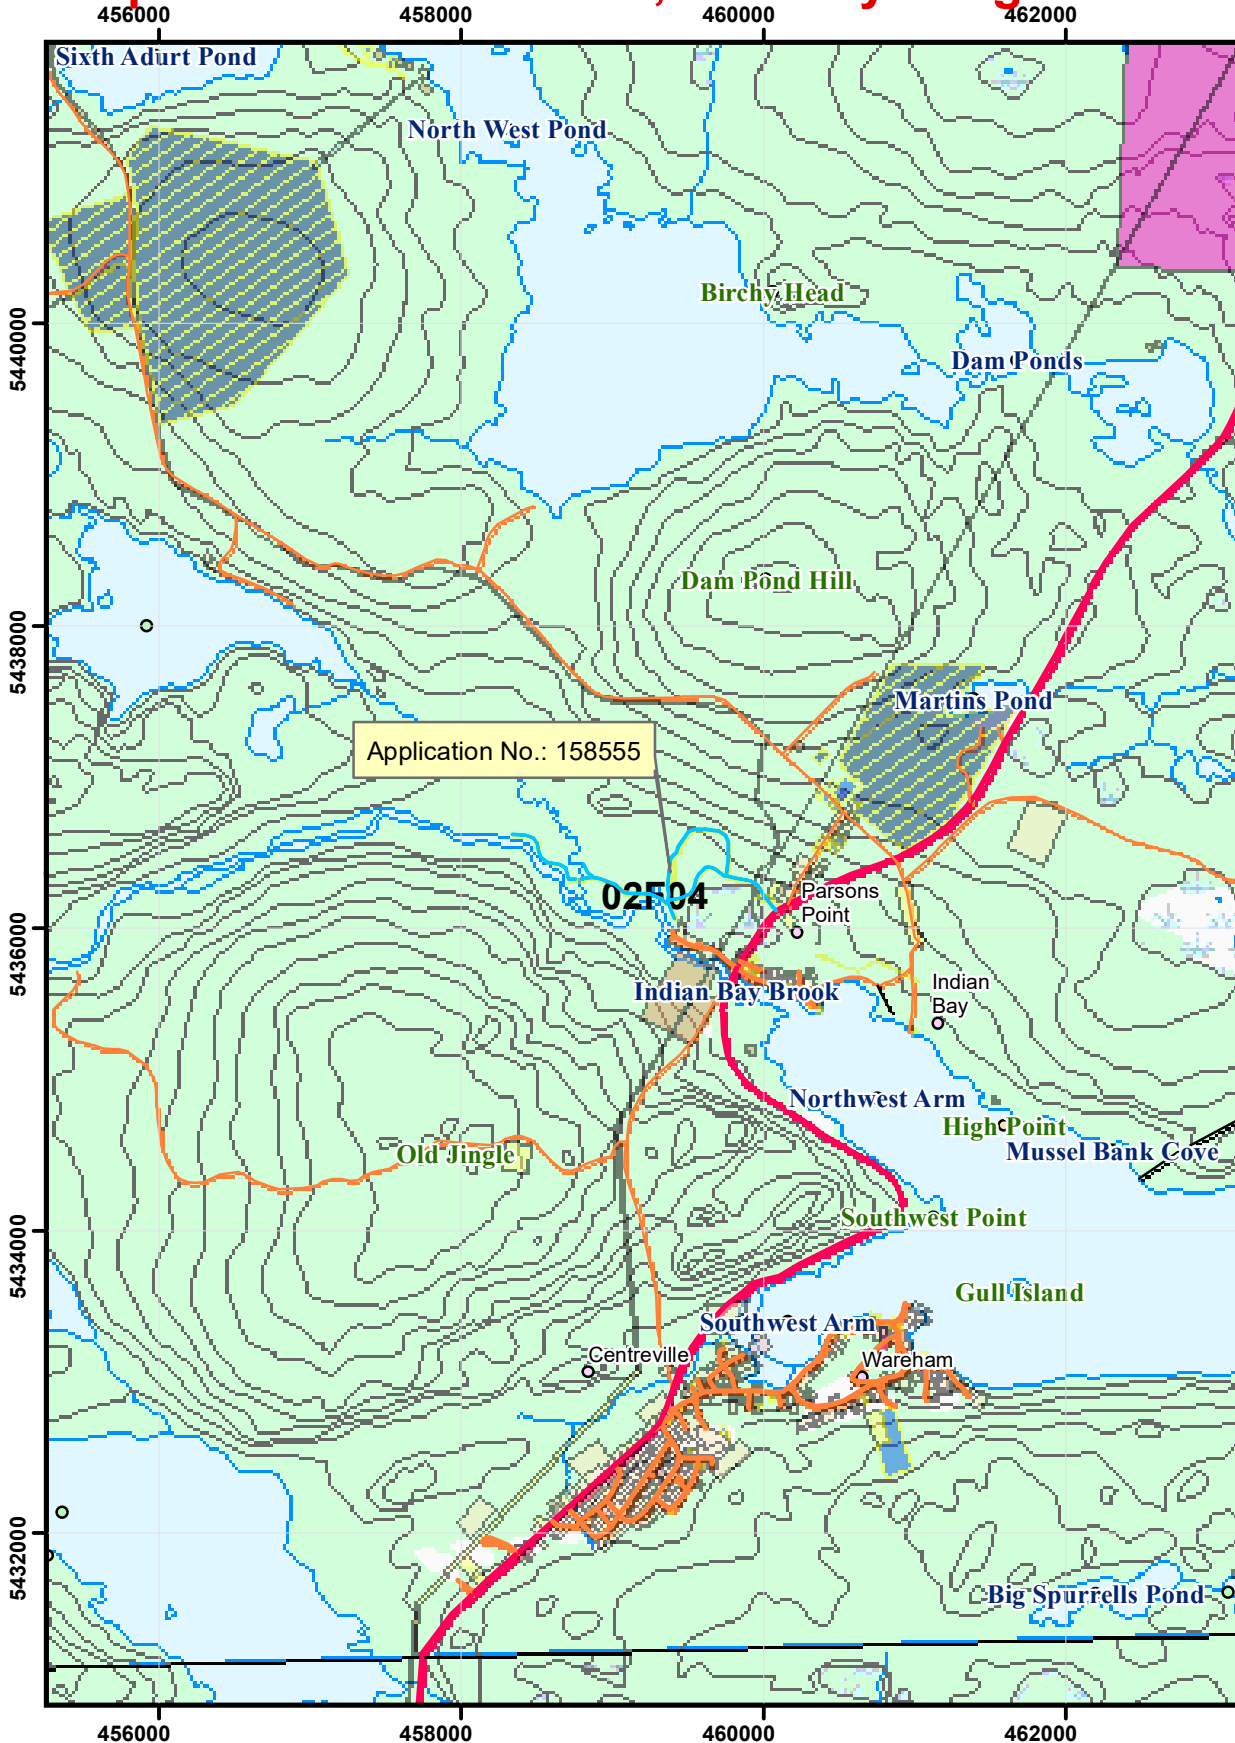 456000
458000
460000
462000
Sixth Adurt Pond
North West Pond
Birchy Head
5440000
Dam Ponds
Dam Pond Hill
5438000
Martins Pond
Application No.: 158555
02F04
Parsons
Point
5436000
Indian Bay Brook
Indian
Bay
Northwest Arm
High Point
Mussel Bank Cove
Old Jingle
Southwest Point
5434000
Gull Island
Southwest Arm
Centreville
Wareham
5432000
Big Spurrells Pond
456000
458000
460000
462000